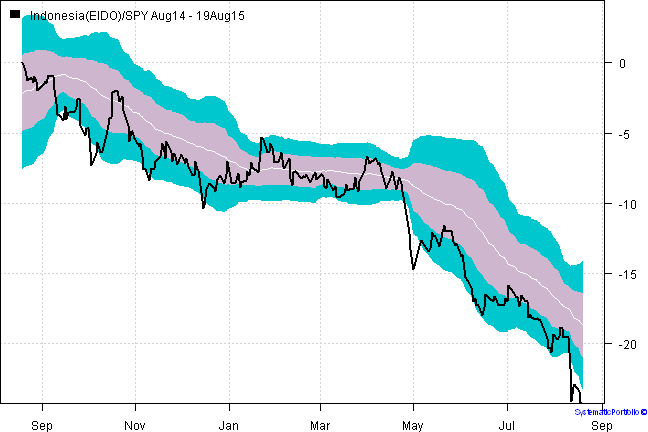 Indonesia(EIDO)/SPY Aug14 - 19Aug15
0
-5
-10
-15
-20
SystematicPortfolio ©
Sep Nov Jan Mar May Jul Sep